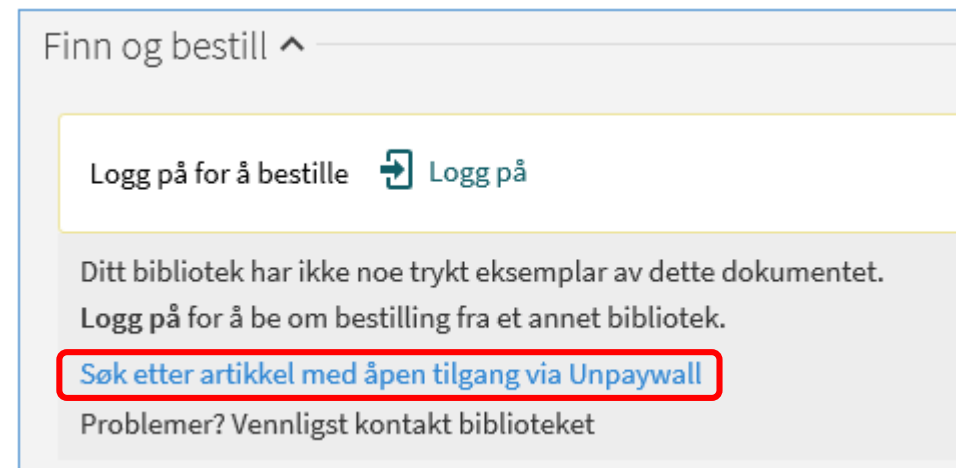 Finn og bestill
Logg på for å bestille Logg på
Ditt bibliotek har ikke noe trykt eksemplar av dette dokumentet.
Logg på for å be om bestilling fra et annet bibliotek.
Søk etter artikkel med åpen tilgang via Unpaywall
Problemer? Vennligst kontakt biblioteket